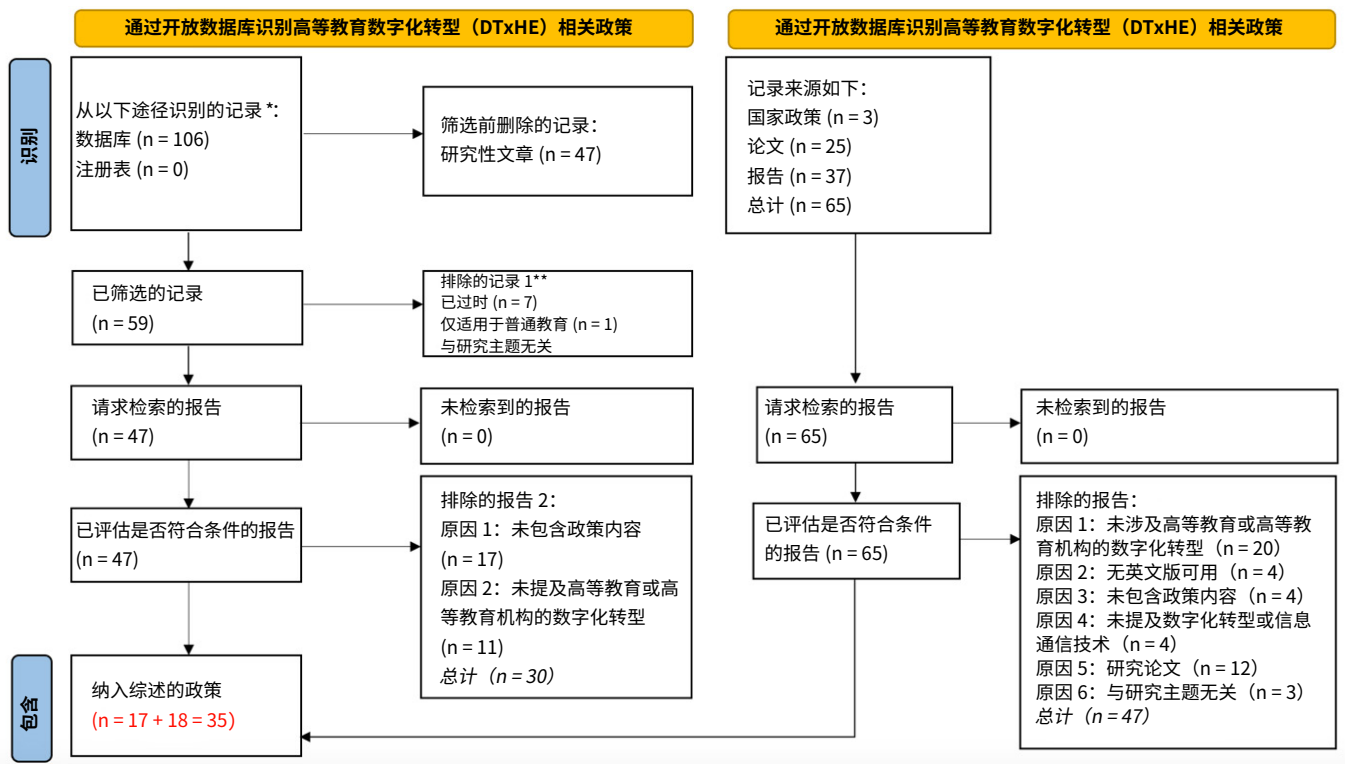 通过开放数据库识别高等教育数字化转型（DTxHE）相关政策
通过开放数据库识别高等教育数字化转型（DTxHE）相关政策
识别
从以下途径识别的记录 *：
数据库 (n = 106)
注册表 (n = 0)
筛选前删除的记录：
研究性文章 (n = 47)
记录来源如下：
国家政策 (n = 3)
论文 (n = 25)
报告 (n = 37)
总计 (n = 65)
已筛选的记录
(n = 59)
排除的记录 1**
已过时 (n = 7)
仅适用于普通教育 (n = 1)
与研究主题无关
请求检索的报告
(n = 47)
未检索到的报告
(n = 0)
请求检索的报告
(n = 65)
未检索到的报告
(n = 0)
已评估是否符合条件的报告
(n = 47)
排除的报告 2：
原因 1：未包含政策内容
(n = 17)
原因 2：未提及高等教育或高
等教育机构的数字化转型
(n = 11)
总计（n = 30）
已评估是否符合条件
的报告 (n = 65)
排除的报告：
原因 1：未涉及高等教育或高等教
育机构的数字化转型（n = 20）
原因 2：无英文版可用（n = 4）
原因 3：未包含政策内容（n = 4）
原因 4：未提及数字化转型或信息
通信技术（n = 4）
原因 5：研究论文（n = 12）
原因 6：与研究主题无关（n = 3）
总计（n = 47）
包含
纳入综述的政策
(n = 17 + 18 = 35）